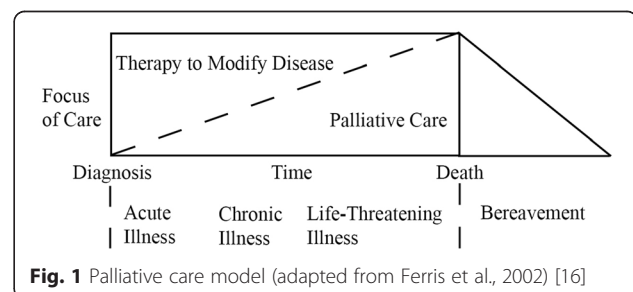 Therapy to Modify Disease
Focus
of Care
Palliative Care
Diagnosis Time Death
Acute
Illness
Chronic
Illness
Life-Threatening
Illness
Bereavement
Fig. 1 Palliative care model (adapted from Ferris et al., 2002) [16]